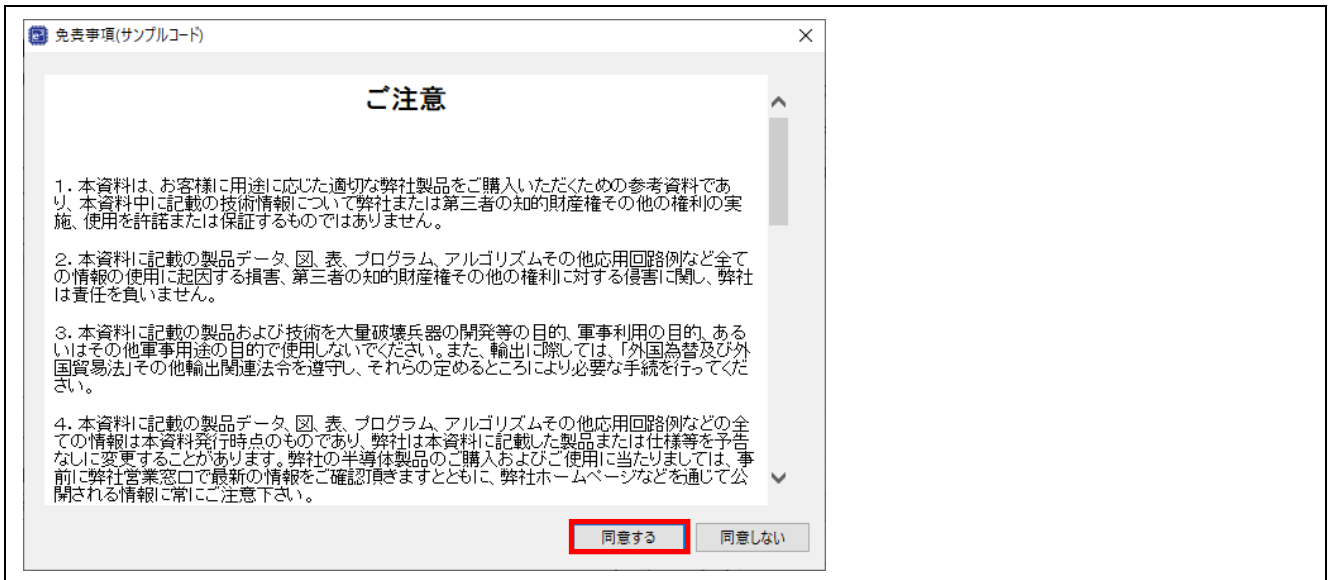 免責事項(サンプルコード)
ご注意
1. 本資料は、お客様に用途に応じた適切な弊社製品をご購入いただくための参考資料であ
り、本資料中に記載の技術情報について弊社または第三者の知的財産権その他の権利の実
施、使用を許諾または保証するものではありません。
2. 本資料に記載の製品データ、図、表、プログラム、アルゴリズムその他応用回路例など全て
の情報の使用に起因する損害、第三者の知的財産権その他の権利に対する侵害に関し、弊社
は責任を負いません。
3. 本資料に記載の製品および技術を大量破壊兵器の開発等の目的、軍事利用の目的、ある
いはその他軍事用途の目的で使用しないでください。また、輸出に際しては、「外国為替及び外
国貿易法」その他輸出関連法令を遵守し、それらの定めるところにより必要な手続を行ってくだ
さい。
4. 本資料に記載の製品データ、図、表、プログラム、アルゴリズムその他応用回路例などの全
ての情報は本資料発行時点のものであり、弊社は本資料に記載した製品または仕様等を予告
なしに変更することがあります。弊社の半導体製品のご購入およびご使用に当たりましては、事
前に弊社営業窓口で最新の情報をご確認頂きますとともに、弊社ホームページなどを通じて公
開される情報に常にご注意下さい。
同意する
同意しない